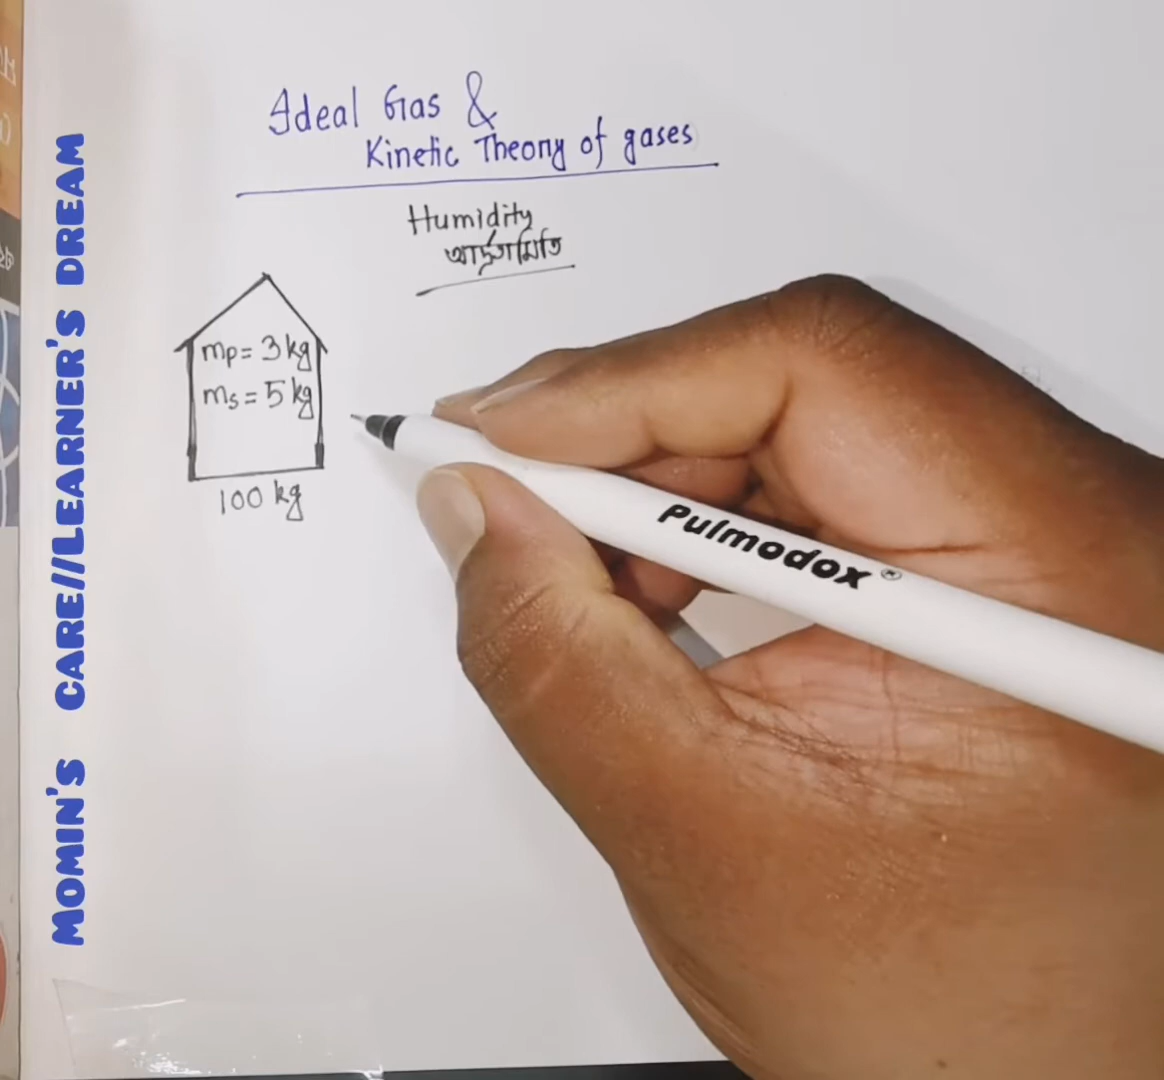 Ideal Gas &
Kinetic Theory of gases
Humidity
আর্দ্রতামিতি
mp = 3 kg
ms = 5 kg
100 kg
Pulmodox®
MOMIN'S CARE//LEARNER'S DREAM